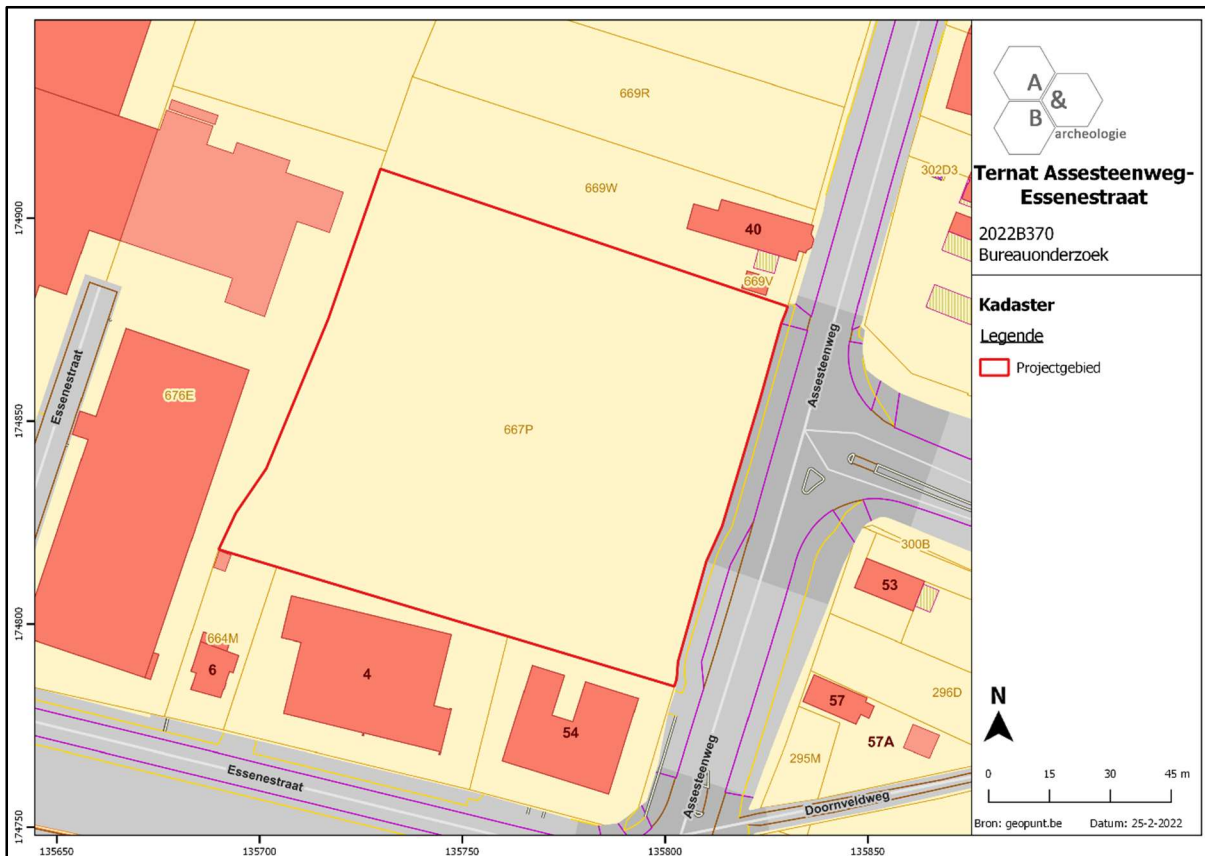 669R
302D3
669W
40
669V
Assesteenweg
Essenestraat
676E
667P
300B
53
664M
6
4
54
57
57A
296D
295M
Essenestraat
Assesteenweg
Doornveldweg
174900
174850
174800
174750
135650
135700
135750
135800
135850
A
&
B
archeologie
Ternat Assesteenweg-
Essenestraat
2022B370
Bureauonderzoek
Kadaster
Legende
Projectgebied
N
0 15 30 45 m
Bron: geopunt.be Datum: 25-2-2022